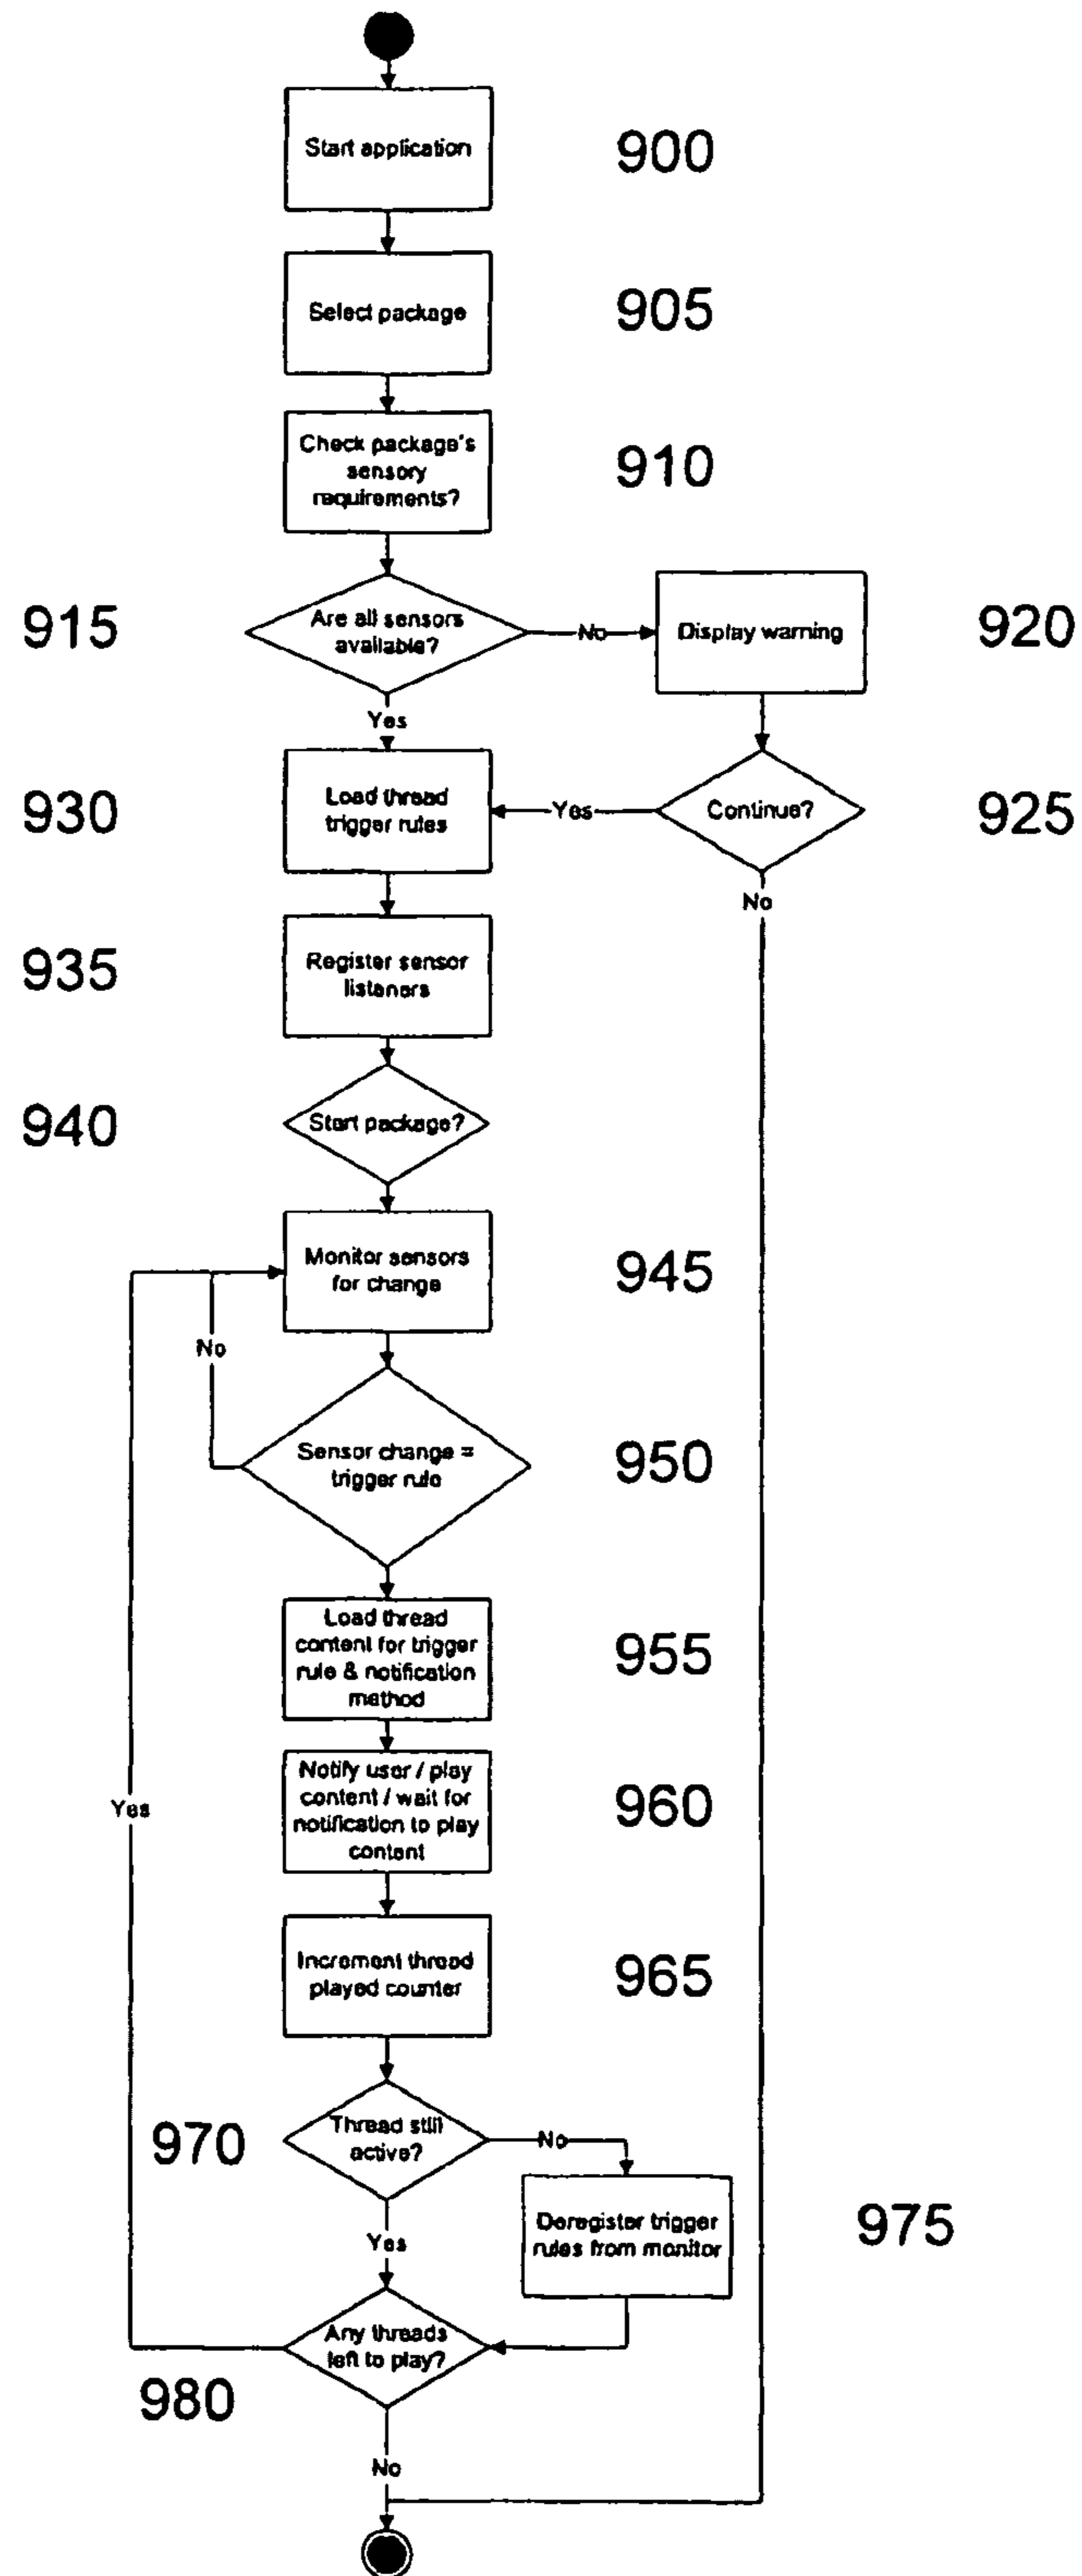 Start application
900
Select package
905
Check package's
sensory
requirements?
910
915
Are all sensors
available?
No
Display warning
920
Yes
930
Load thread
trigger rules
Yes
Continue?
925
No
935
Register sensor
listeners
940
Start package?
Monitor sensors
for change
945
No
Sensor change =
trigger rule
950
Load thread
content for trigger
rule & notification
method
955
Yes
Notify user / play
content / wait for
notification to play
content
960
Increment thread
played counter
965
970
Thread still
active?
No
Yes
Deregister trigger
rules from monitor
975
Any threads
left to play?
980
No